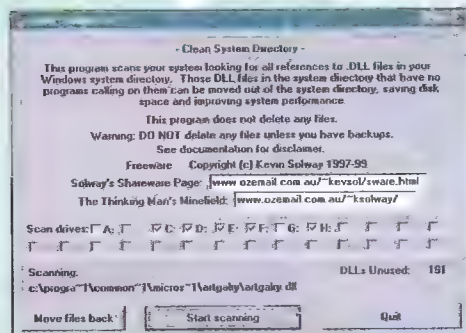 - Clean System Directory -
This program scans your system looking for all references to .DLL files in your
Windows system directory. Those DLL files in the system directory that have no
programs calling on them can be moved out of the system directory, saving disk
space and improving system performance.
This program does not delete any files.
Warning: DO NOT delete any files unless you have backups.
See documentation for disclaimer.
Freeware Copyright (c) Kevin Solway 1997-99
Solway's Shareware Page: www.ozemail.com.au/~kevsol/sware.html
The Thinking Man's Minefield: www.ozemail.com.au/~ksolway/
Scan drives: A: C: D: E: F: G: H:
Scanning: DLLs Unused: 191
c:\progra~1\common~1\micros~1\artgaky\artgaky.dll
Move files back Start scanning Quit